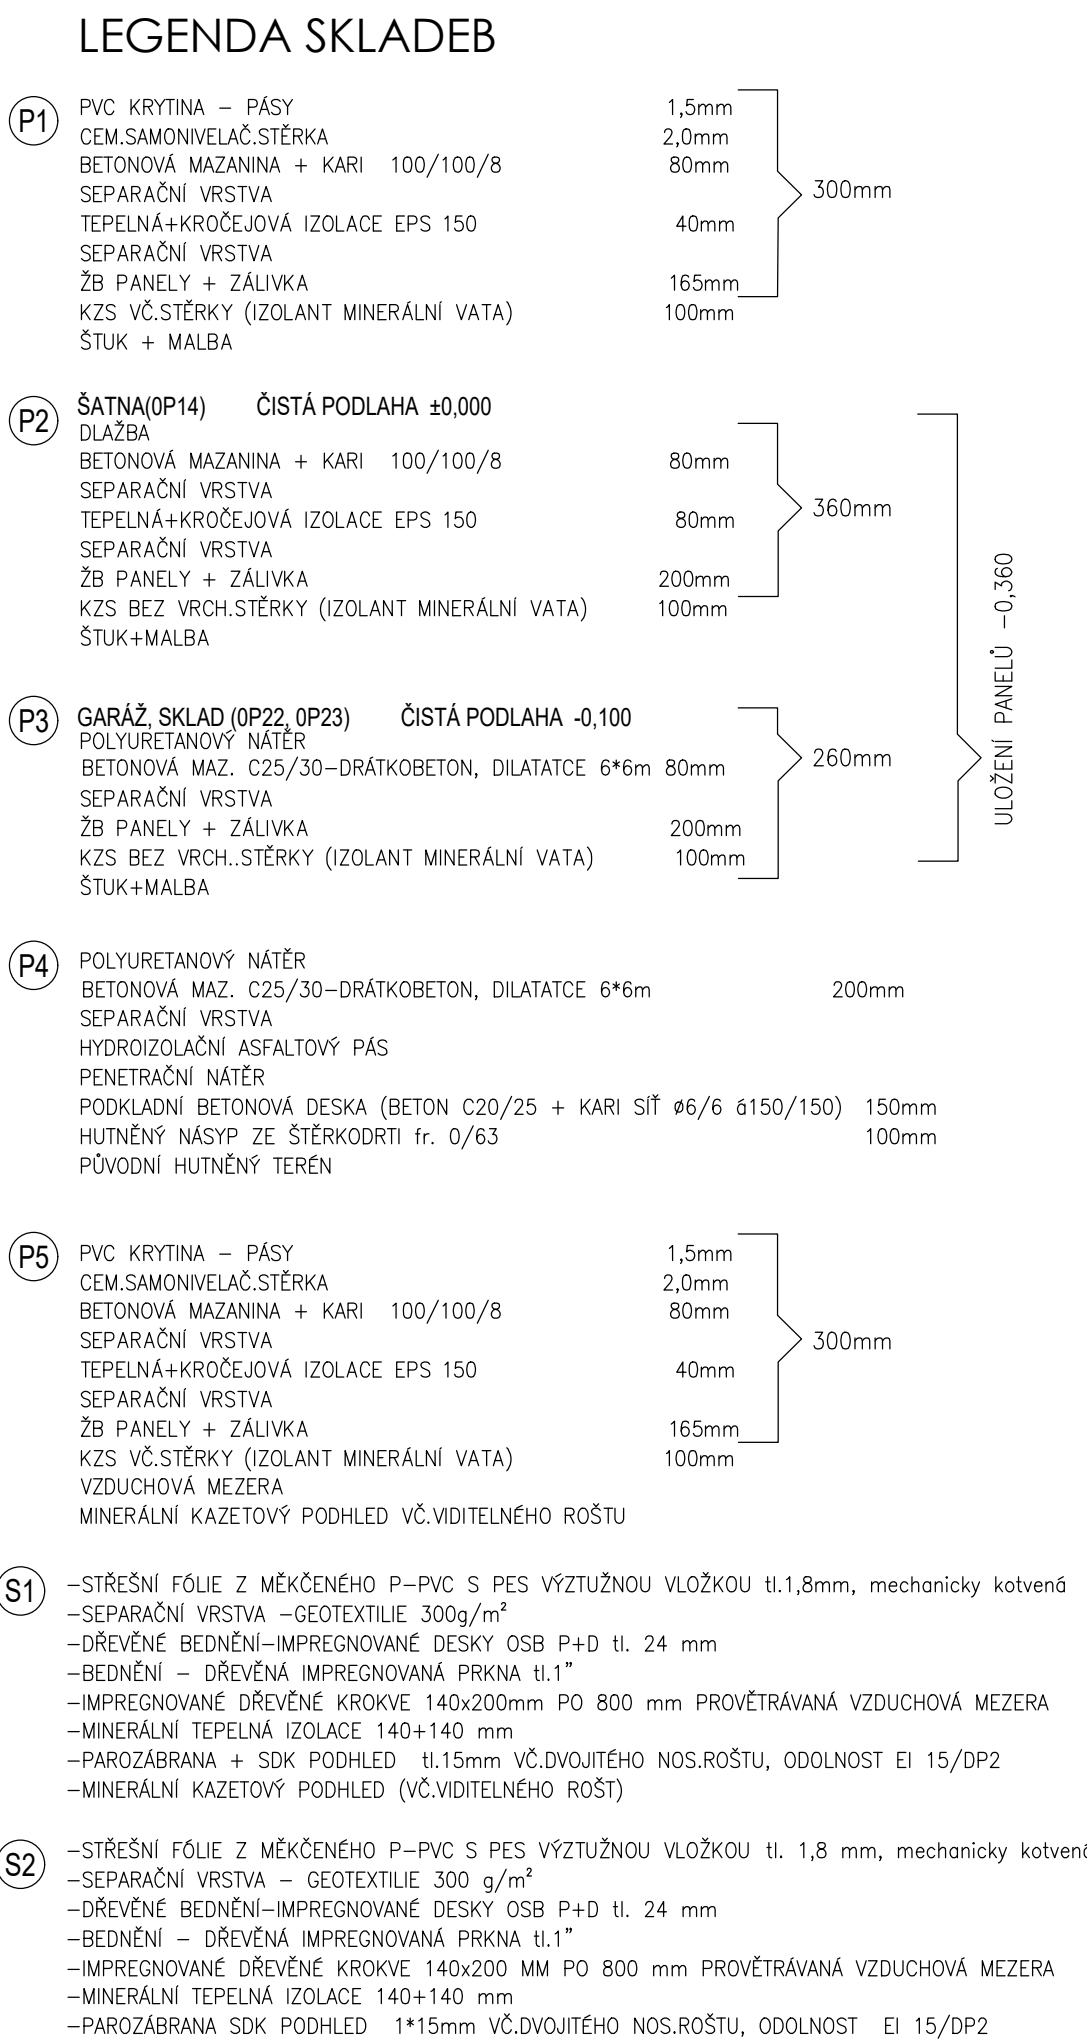 LEGENDA SKLADEB
P1
PVC KRYTINA – PÁSY 1,5mm
CEM.SAMONIVELAČ.STĚRKA 2,0mm
BETONOVÁ MAZANINA + KARI 100/100/8 80mm
SEPARAČNÍ VRSTVA
TEPELNÁ+KROČEJOVÁ IZOLACE EPS 150 40mm
SEPARAČNÍ VRSTVA
ŽB PANELY + ZÁLIVKA 165mm
KZS VČ.STĚRKY (IZOLANT MINERÁLNÍ VATA) 100mm
ŠTUK + MALBA
300mm
P2
ŠATNA(0P14) ČISTÁ PODLAHA ±0,000
DLAŽBA
BETONOVÁ MAZANINA + KARI 100/100/8 80mm
SEPARAČNÍ VRSTVA
TEPELNÁ+KROČEJOVÁ IZOLACE EPS 150 80mm
SEPARAČNÍ VRSTVA
ŽB PANELY + ZÁLIVKA 200mm
KZS BEZ VRCH.STĚRKY (IZOLANT MINERÁLNÍ VATA) 100mm
ŠTUK+MALBA
360mm
P3
GARÁŽ, SKLAD (0P22, 0P23) ČISTÁ PODLAHA -0,100
POLYURETANOVÝ NÁTĚR
BETONOVÁ MAZ. C25/30–DRÁTKOBETON, DILATATCE 6*6m 80mm
SEPARAČNÍ VRSTVA
ŽB PANELY + ZÁLIVKA 200mm
KZS BEZ VRCH..STĚRKY (IZOLANT MINERÁLNÍ VATA) 100mm
ŠTUK+MALBA
260mm
ULOŽENÍ PANELŮ –0,360
P4
POLYURETANOVÝ NÁTĚR
BETONOVÁ MAZ. C25/30–DRÁTKOBETON, DILATATCE 6*6m 200mm
SEPARAČNÍ VRSTVA
HYDROIZOLAČNÍ ASFALTOVÝ PÁS
PENETRAČNÍ NÁTĚR
PODKLADNÍ BETONOVÁ DESKA (BETON C20/25 + KARI SÍŤ ø6/6 á150/150) 150mm
HUTNĚNÝ NÁSYP ZE ŠTĚRKODRTI fr. 0/63 100mm
PŮVODNÍ HUTNĚNÝ TERÉN
P5
PVC KRYTINA – PÁSY 1,5mm
CEM.SAMONIVELAČ.STĚRKA 2,0mm
BETONOVÁ MAZANINA + KARI 100/100/8 80mm
SEPARAČNÍ VRSTVA
TEPELNÁ+KROČEJOVÁ IZOLACE EPS 150 40mm
SEPARAČNÍ VRSTVA
ŽB PANELY + ZÁLIVKA 165mm
KZS VČ.STĚRKY (IZOLANT MINERÁLNÍ VATA) 100mm
VZDUCHOVÁ MEZERA
MINERÁLNÍ KAZETOVÝ PODHLED VČ.VIDITELNÉHO ROŠTU
300mm
S1
–STŘEŠNÍ FÓLIE Z MĚKČENÉHO P–PVC S PES VÝZTUŽNOU VLOŽKOU tl.1,8mm, mechanicky kotvená
–SEPARAČNÍ VRSTVA –GEOTEXTILIE 300g/m²
–DŘEVĚNÉ BEDNĚNÍ–IMPREGNOVANÉ DESKY OSB P+D tl. 24 mm
–BEDNĚNÍ – DŘEVĚNÁ IMPREGNOVANÁ PRKNA tl.1”
–IMPREGNOVANÉ DŘEVĚNÉ KROKVE 140x200mm PO 800 mm PROVĚTRÁVANÁ VZDUCHOVÁ MEZERA
–MINERÁLNÍ TEPELNÁ IZOLACE 140+140 mm
–PAROZÁBRANA + SDK PODHLED tl.15mm VČ.DVOJITÉHO NOS.ROŠTU, ODOLNOST EI 15/DP2
–MINERÁLNÍ KAZETOVÝ PODHLED (VČ.VIDITELNÉHO ROŠT)
S2
–STŘEŠNÍ FÓLIE Z MĚKČENÉHO P–PVC S PES VÝZTUŽNOU VLOŽKOU tl. 1,8 mm, mechanicky kotvená
–SEPARAČNÍ VRSTVA – GEOTEXTILIE 300 g/m²
–DŘEVĚNÉ BEDNĚNÍ–IMPREGNOVANÉ DESKY OSB P+D tl. 24 mm
–BEDNĚNÍ – DŘEVĚNÁ IMPREGNOVANÁ PRKNA tl.1”
–IMPREGNOVANÉ DŘEVĚNÉ KROKVE 140x200 MM PO 800 mm PROVĚTRÁVANÁ VZDUCHOVÁ MEZERA
–MINERÁLNÍ TEPELNÁ IZOLACE 140+140 mm
–PAROZÁBRANA SDK PODHLED 1*15mm VČ.DVOJITÉHO NOS.ROŠTU, ODOLNOST EI 15/DP2